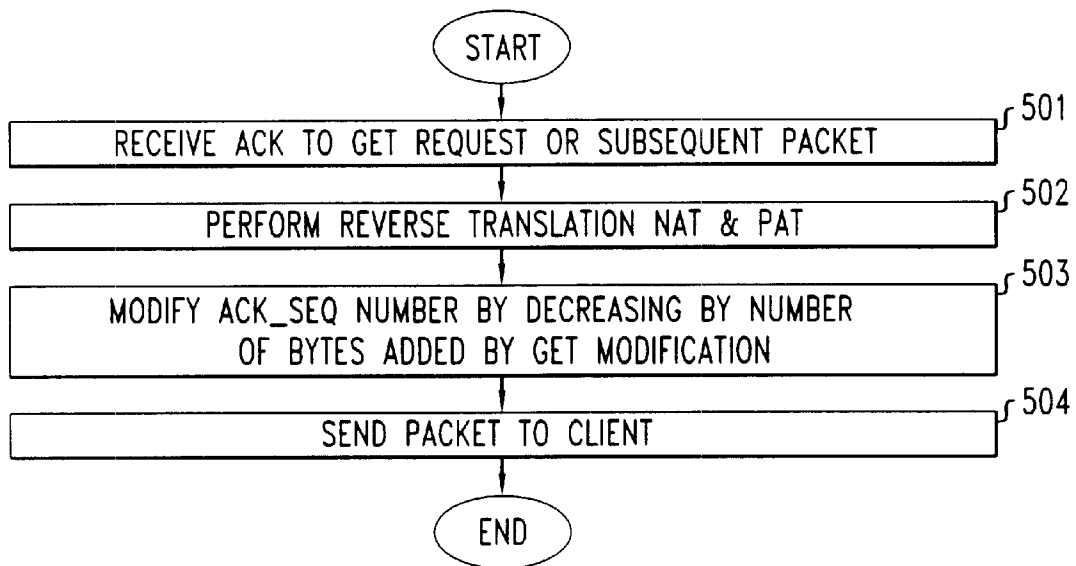 START
501
RECEIVE ACK TO GET REQUEST OR SUBSEQUENT PACKET
502
PERFORM REVERSE TRANSLATION NAT & PAT
503
MODIFY ACK_SEQ NUMBER BY DECREASING BY NUMBER
OF BYTES ADDED BY GET MODIFICATION
504
SEND PACKET TO CLIENT
END